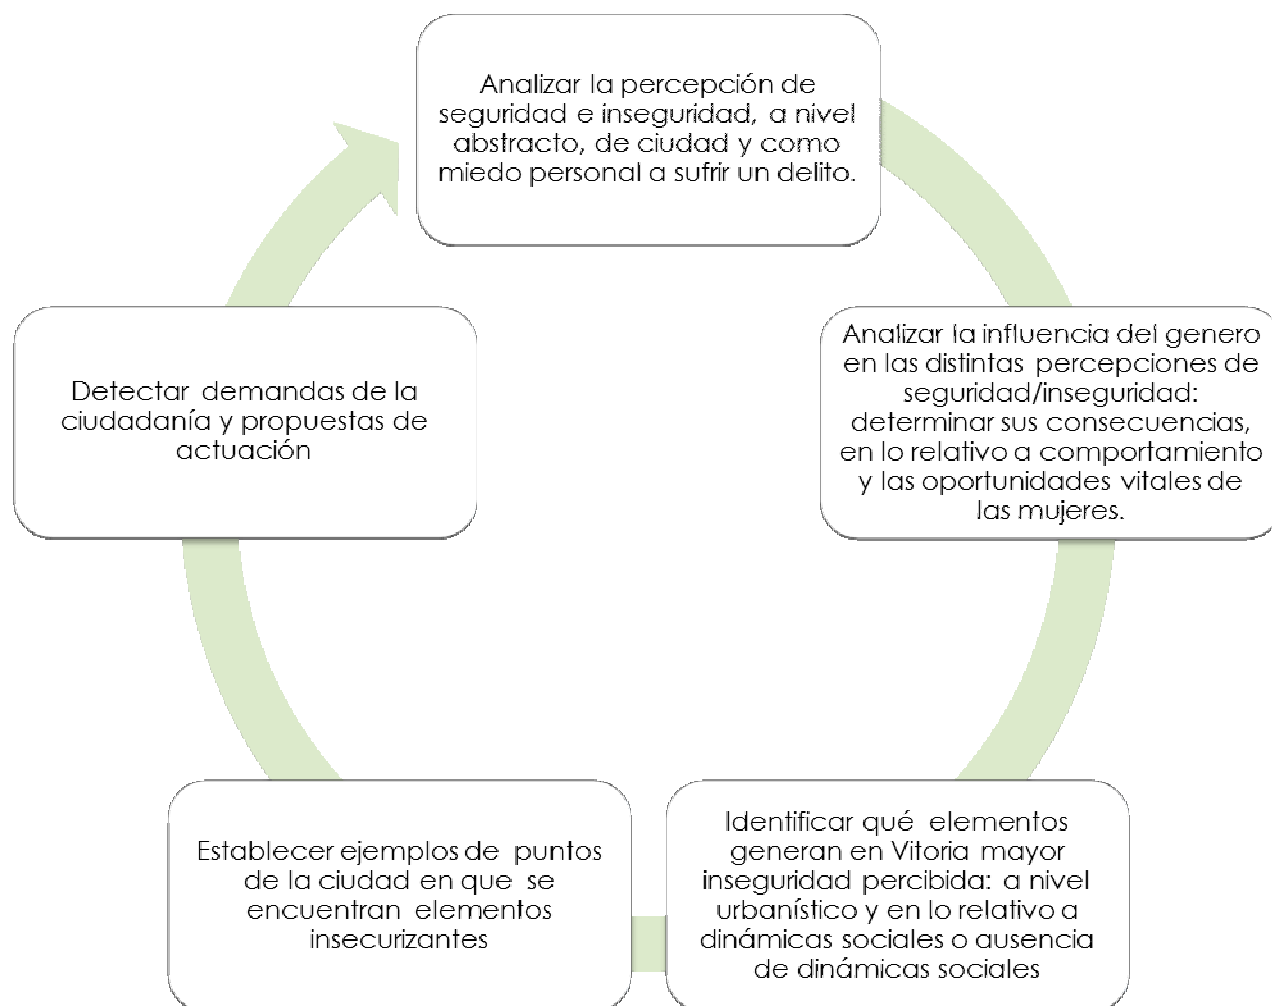 Analizar la percepción de
seguridad e inseguridad, a nivel
abstracto, de ciudad y como
miedo personal a sufrir un delito.
Analizar la influencia del genero
en las distintas percepciones de
seguridad/inseguridad:
determinar sus consecuencias,
en lo relativo a comportamiento
y las oportunidades vitales de
las mujeres.
Identificar qué elementos
generan en Vitoria mayor
inseguridad percibida: a nivel
urbanístico y en lo relativo a
dinámicas sociales o ausencia
de dinámicas sociales
Establecer ejemplos de puntos
de la ciudad en que se
encuentran elementos
insecurizantes
Detectar demandas de la
ciudadanía y propuestas de
actuación